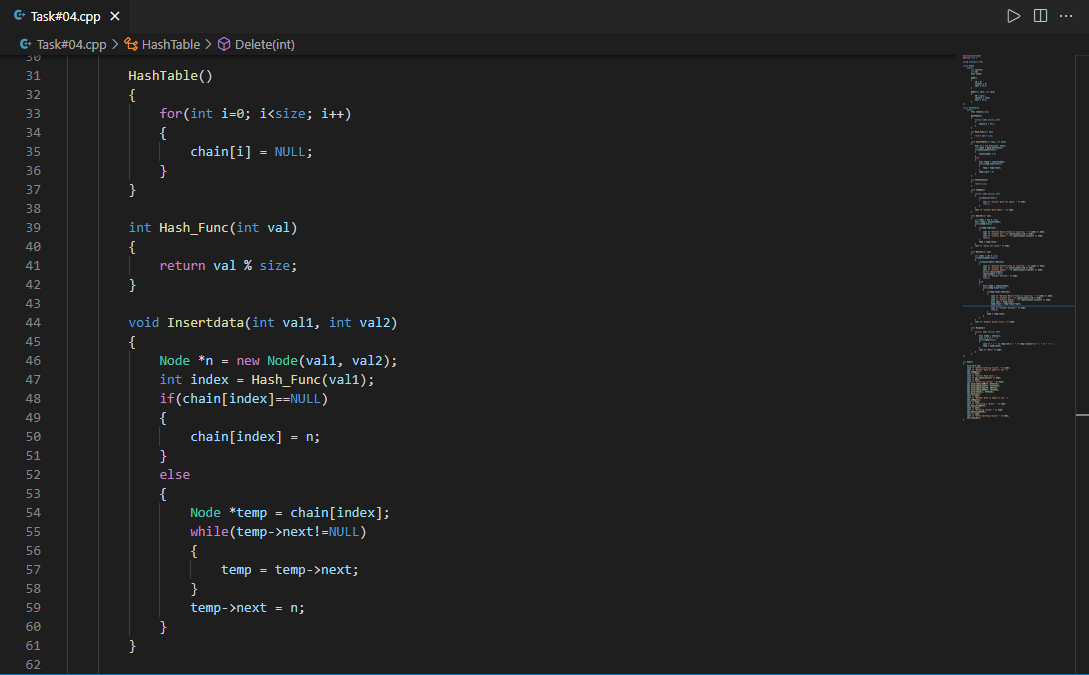 Task#04.cpp
Task#04.cpp > HashTable > Delete(int)
30
31 HashTable()
32 {
33 for(int i=0; i<size; i++)
34 {
35 chain[i] = NULL;
36 }
37 }
38
39 int Hash_Func(int val)
40 {
41 return val % size;
42 }
43
44 void Insertdata(int val1, int val2)
45 {
46 Node *n = new Node(val1, val2);
47 int index = Hash_Func(val1);
48 if(chain[index]==NULL)
49 {
50 chain[index] = n;
51 }
52 else
53 {
54 Node *temp = chain[index];
55 while(temp->next!=NULL)
56 {
57 temp = temp->next;
58 }
59 temp->next = n;
60 }
61 }
62